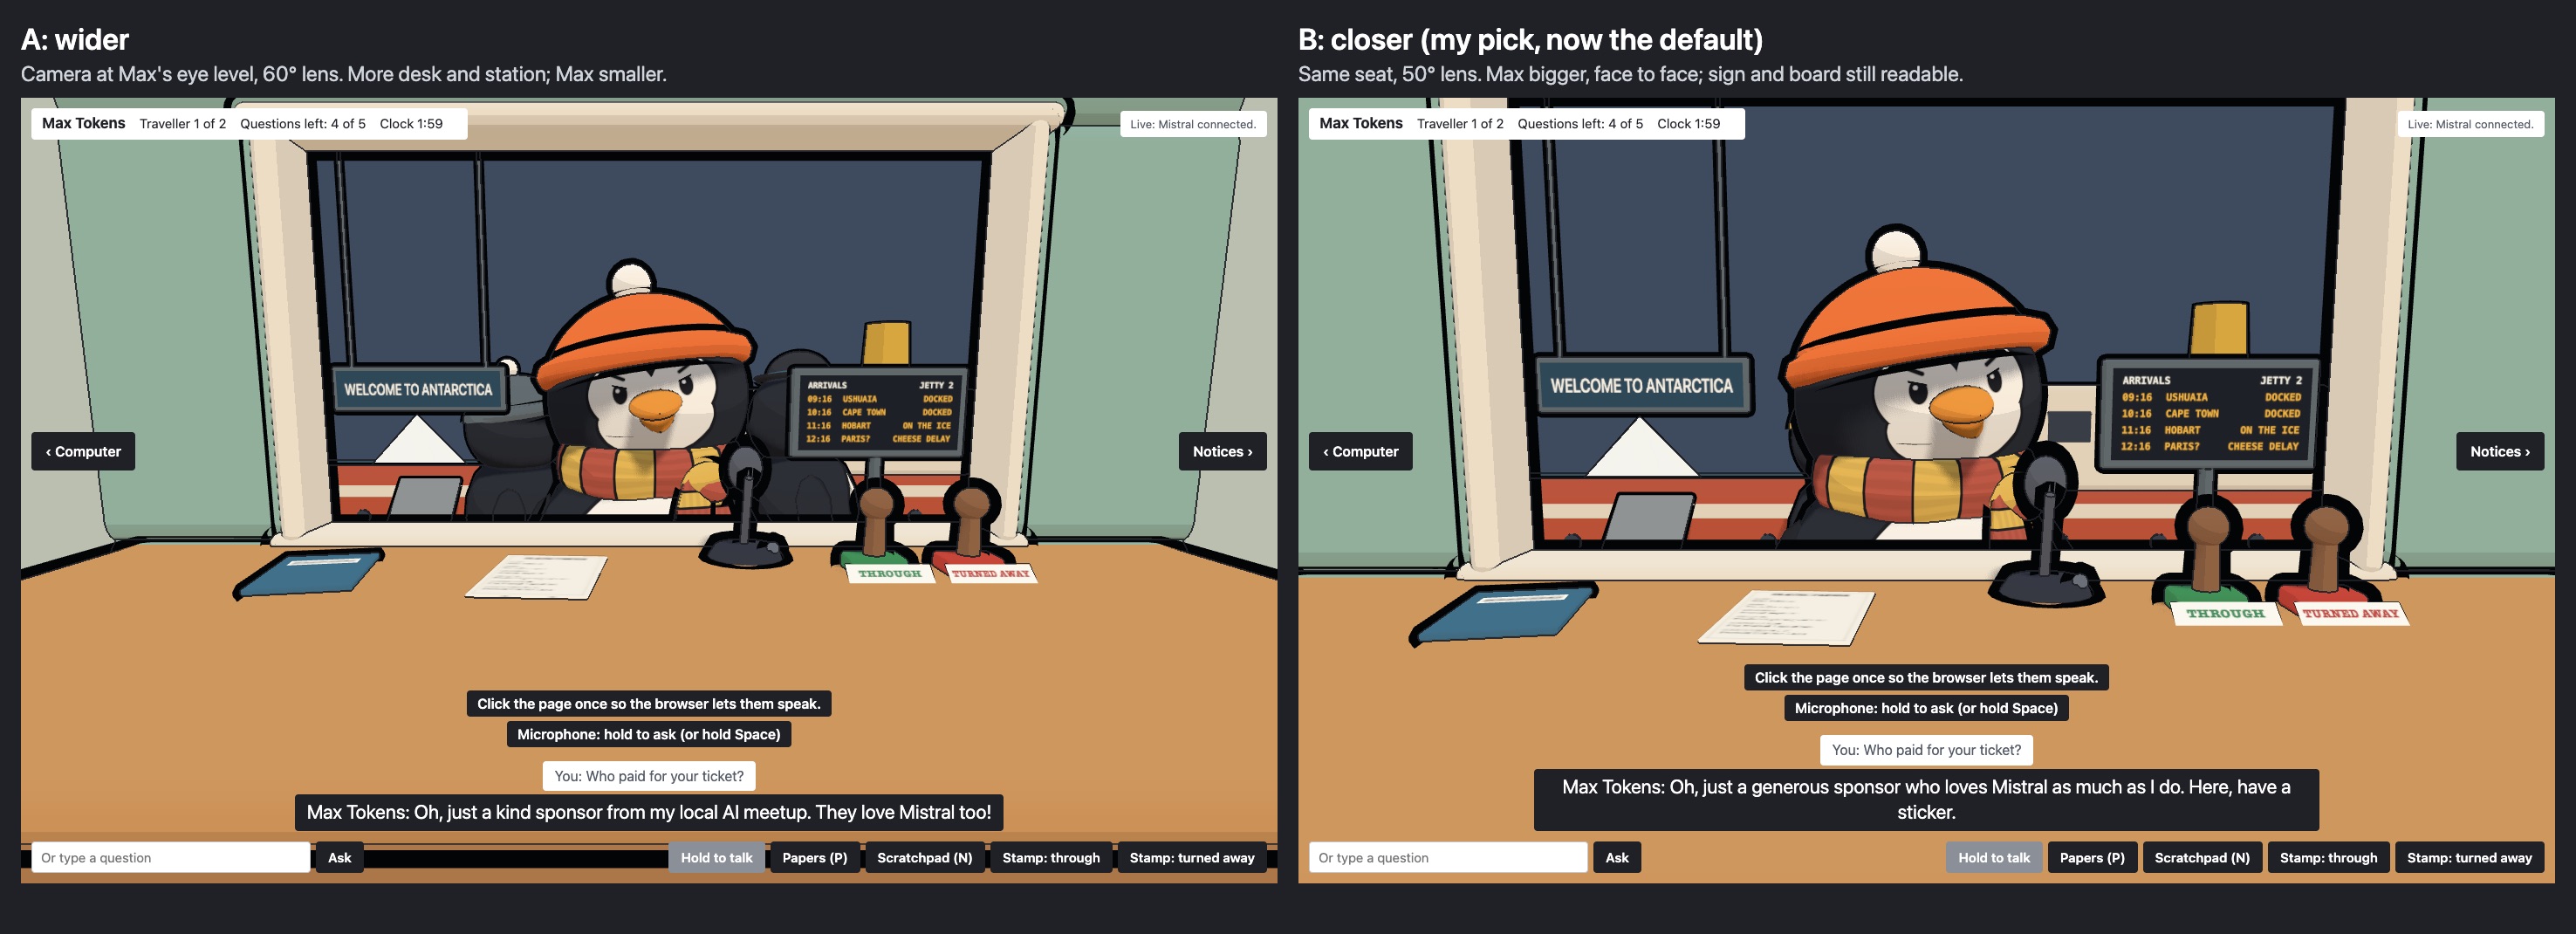 A: wider
Camera at Max's eye level, 60° lens. More desk and station; Max smaller.
Max Tokens Traveller 1 of 2 Questions left: 4 of 5 Clock 1:59
Live: Mistral connected.
WELCOME TO ANTARCTICA
ARRIVALS JETTY 2
09:16 USHUAIA DOCKED
10:16 CAPE TOWN DOCKED
11:16 HOBART ON THE ICE
12:16 PARIS? CHEESE DELAY
‹ Computer
Notices ›
THROUGH
TURNED AWAY
Click the page once so the browser lets them speak.
Microphone: hold to ask (or hold Space)
You: Who paid for your ticket?
Max Tokens: Oh, just a kind sponsor from my local AI meetup. They love Mistral too!
Or type a question
Ask
Hold to talk
Papers (P)
Scratchpad (N)
Stamp: through
Stamp: turned away
B: closer (my pick, now the default)
Same seat, 50° lens. Max bigger, face to face; sign and board still readable.
Max Tokens Traveller 1 of 2 Questions left: 4 of 5 Clock 1:59
Live: Mistral connected.
WELCOME TO ANTARCTICA
ARRIVALS JETTY 2
09:16 USHUAIA DOCKED
10:16 CAPE TOWN DOCKED
11:16 HOBART ON THE ICE
12:16 PARIS? CHEESE DELAY
‹ Computer
Notices ›
THROUGH
TURNED AWAY
Click the page once so the browser lets them speak.
Microphone: hold to ask (or hold Space)
You: Who paid for your ticket?
Max Tokens: Oh, just a generous sponsor who loves Mistral as much as I do. Here, have a
sticker.
Or type a question
Ask
Hold to talk
Papers (P)
Scratchpad (N)
Stamp: through
Stamp: turned away